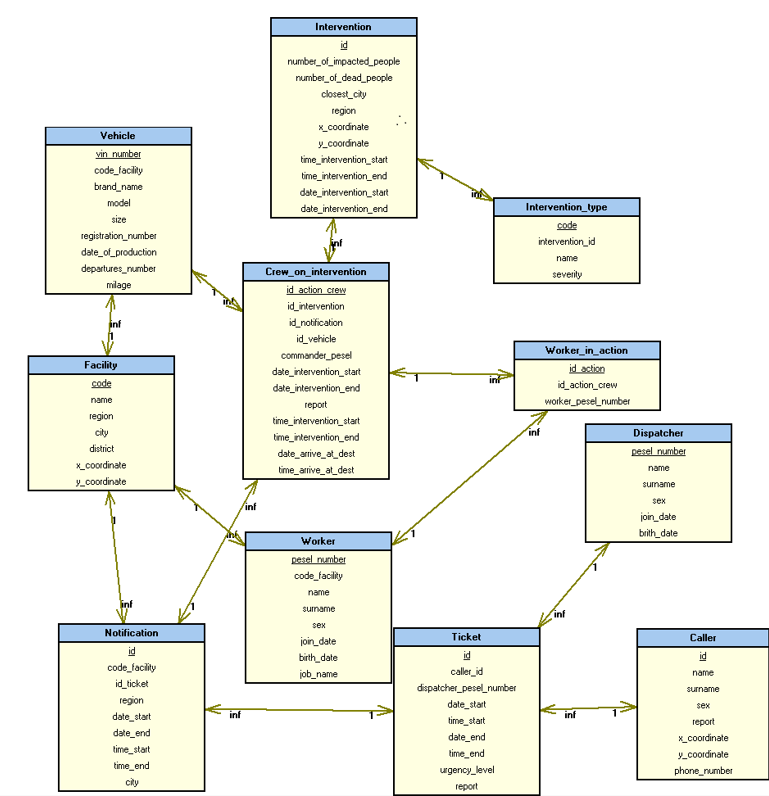 Intervention
id
number_of_impacted_people
number_of_dead_people
closest_city
region
x_coordinate
y_coordinate
time_intervention_start
time_intervention_end
date_intervention_start
date_intervention_end
Vehicle
vin_number
code_facility
brand_name
model
size
registration_number
date_of_production
departures_number
milage
1
inf
Intervention_type
code
intervention_id
name
severity
inf
1
1
inf
Crew_on_intervention
id_action_crew
id_intervention
id_notification
id_vehicle
commander_pesel
date_intervention_start
date_intervention_end
report
time_intervention_start
time_intervention_end
date_arrive_at_dest
time_arrive_at_dest
inf
1
Facility
code
name
region
city
district
x_coordinate
y_coordinate
1
inf
Worker_in_action
id_action
id_action_crew
worker_pesel_number
inf
1
Dispatcher
pesel_number
name
surname
sex
join_date
brith_date
1
inf
1
inf
inf
1
Worker
pesel_number
code_facility
name
surname
sex
join_date
birth_date
job_name
1
inf
Notification
id
code_facility
id_ticket
region
date_start
date_end
time_start
time_end
city
inf
1
Ticket
id
caller_id
dispatcher_pesel_number
date_start
time_start
date_end
time_end
urgency_level
report
inf
1
Caller
id
name
surname
sex
report
x_coordinate
y_coordinate
phone_number